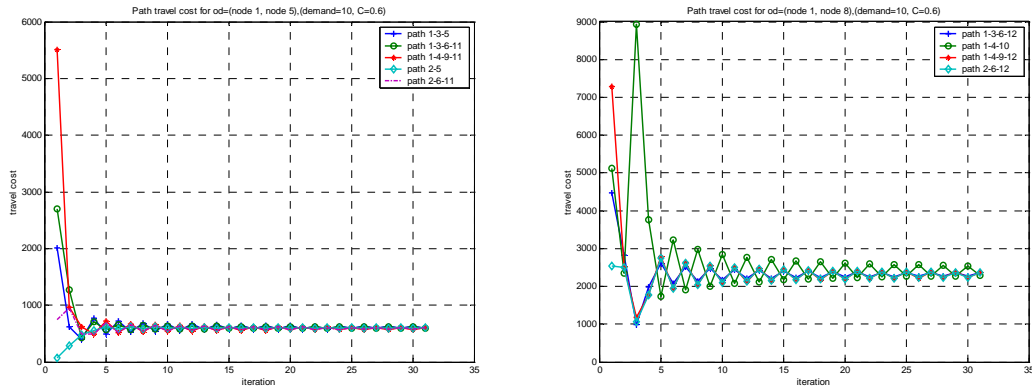 Path travel cost for od=(node 1, node 5),(demand=10, C=0.6)
6000
5000
4000
3000
2000
1000
0
travel cost
0 5 10 15 20 25 30 35
iteration
path 1-3-5
path 1-3-6-11
path 1-4-9-11
path 2-5
path 2-6-11
Path travel cost for od=(node 1, node 8),(demand=10, C=0.6)
9000
8000
7000
6000
5000
4000
3000
2000
1000
0
travel cost
0 5 10 15 20 25 30 35
iteration
path 1-3-6-12
path 1-4-10
path 1-4-9-12
path 2-6-12